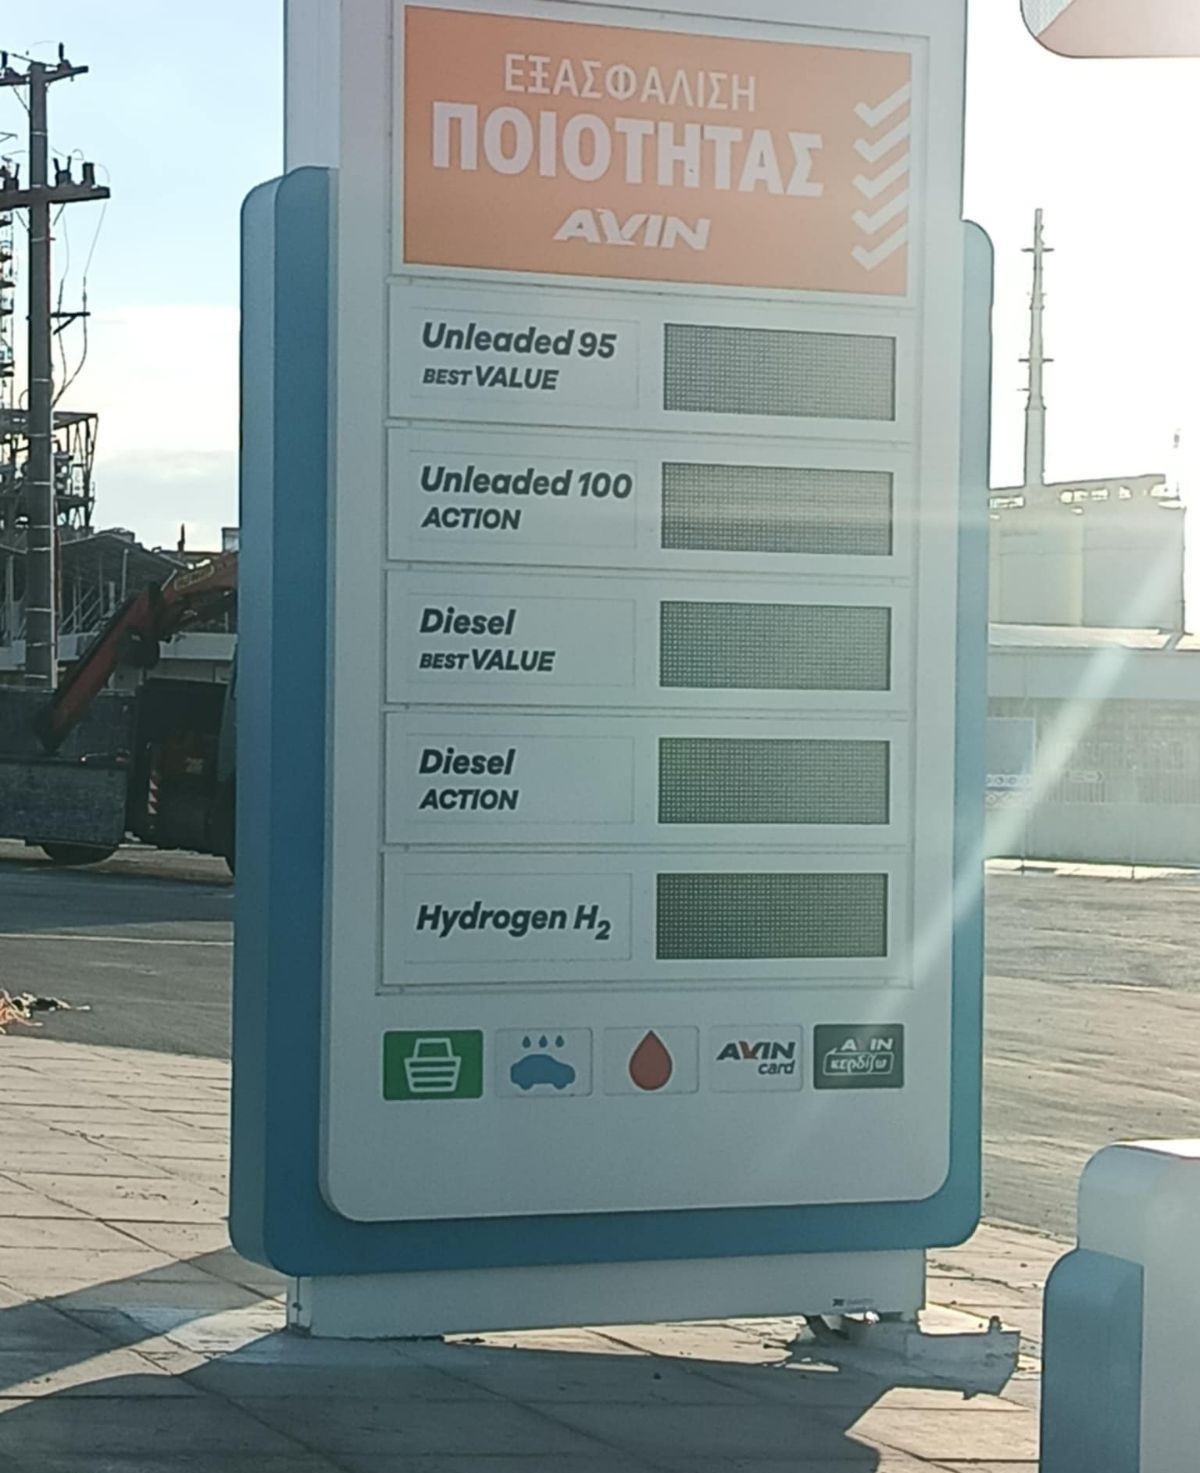 ΕΞΑΣΦΑΛΙΣΗ
ΠΟΙΟΤΗΤΑΣ
AVIN
Unleaded 95
BEST VALUE
Unleaded 100
ACTION
Diesel
BEST VALUE
Diesel
ACTION
Hydrogen H₂
AVIN
card
A IN
κερδίζω